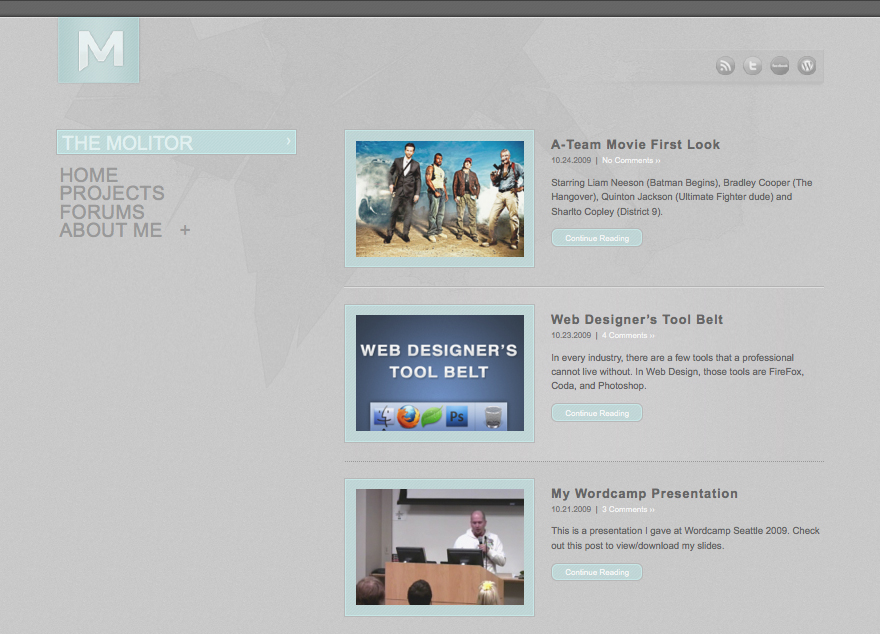 M
THE MOLITOR ›
HOME
PROJECTS
FORUMS
ABOUT ME +
A-Team Movie First Look
10.24.2009 | No Comments ››
Starring Liam Neeson (Batman Begins), Bradley Cooper (The
Hangover), Quinton Jackson (Ultimate Fighter dude) and
Sharlto Copley (District 9).
Continue Reading
WEB DESIGNER'S
TOOL BELT
Ps
Web Designer’s Tool Belt
10.23.2009 | 4 Comments ››
In every industry, there are a few tools that a professional
cannot live without. In Web Design, those tools are FireFox,
Coda, and Photoshop.
Continue Reading
My Wordcamp Presentation
10.21.2009 | 3 Comments ››
This is a presentation I gave at Wordcamp Seattle 2009. Check
out this post to view/download my slides.
Continue Reading